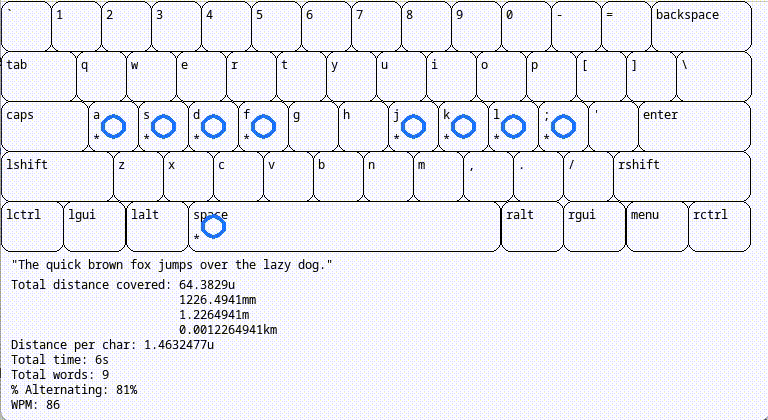 ` 1 2 3 4 5 6 7 8 9 0 - = backspace
tab q w e r t y u i o p [ ] \
caps a s d f g h j k l ; ' enter
* * * * * * * *
lshift z x c v b n m , . / rshift
lctrl lgui lalt space ralt rgui menu rctrl
*
"The quick brown fox jumps over the lazy dog."
Total distance covered: 64.3829u
1226.4941mm
1.2264941m
0.0012264941km
Distance per char: 1.4632477u
Total time: 6s
Total words: 9
% Alternating: 81%
WPM: 86